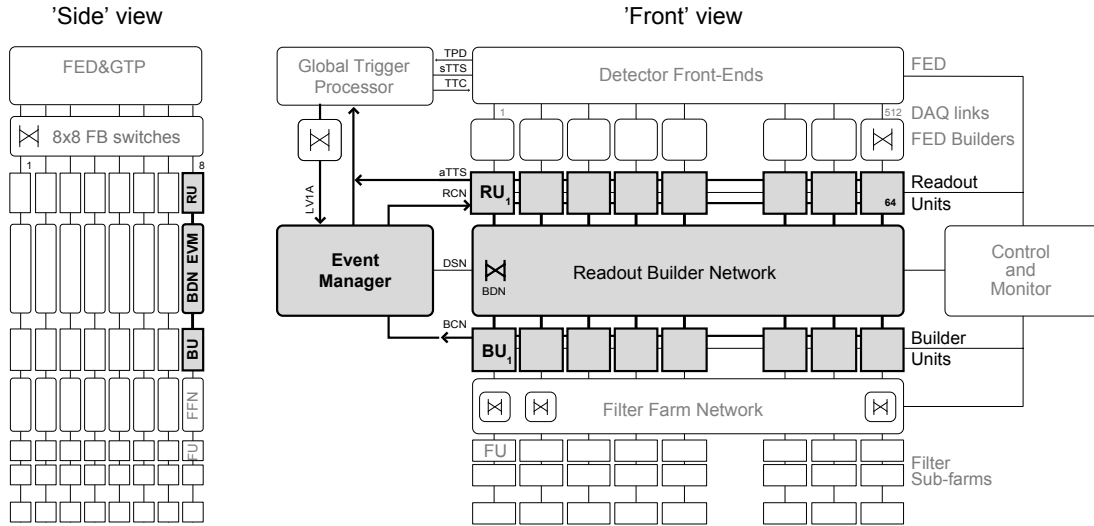 'Side' view
FED&GTP
8x8 FB switches
1
8
RU
BDN EVM
BU
FFN
FU
'Front' view
Global Trigger
Processor
TPD
sTTS
TTC
Detector Front-Ends
FED
1
512
DAQ links
FED Builders
LV1A
aTTS
RCN
RU1
64
Readout
Units
Event
Manager
DSN
BDN
Readout Builder Network
Control
and
Monitor
BCN
BU1
Builder
Units
Filter Farm Network
FU
Filter
Sub-farms